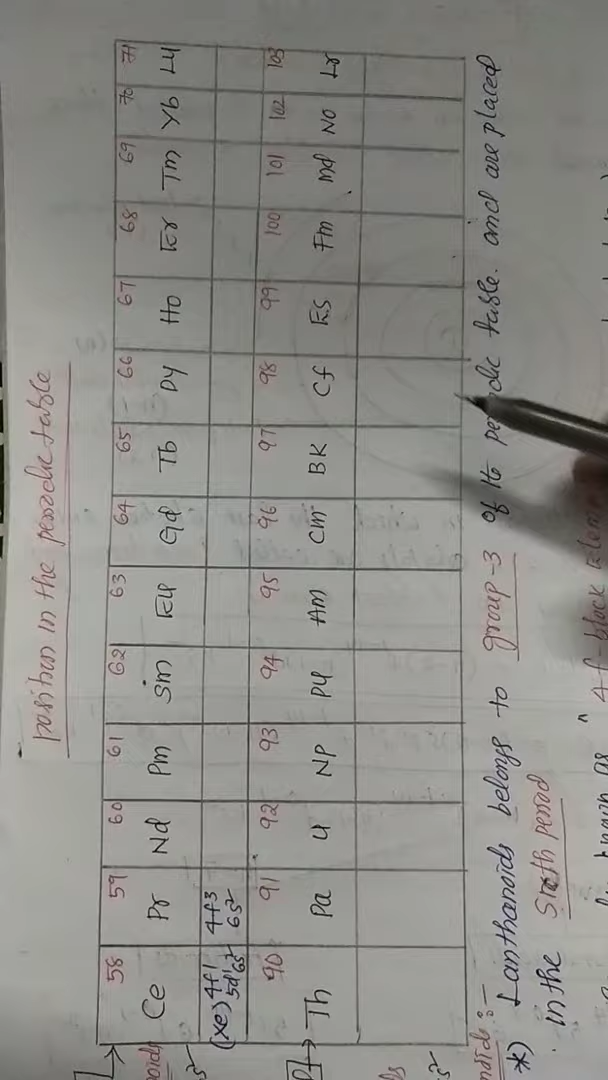 position in the periodic table
58 59 60 61 62 63 64 65 66 67 68 69 70 71
Ce Pr Nd Pm Sm Eu Gd Tb Dy Ho Er Tm Yb Lu
(Xe) 4f1 5d1 6s2 4f3 6s2
90 91 92 93 94 95 96 97 98 99 100 101 102 103
Th Pa U NP PU AM Cm BK Cf ES Fm Md NO Lr
*) Lanthanoids belongs to group-3 of the periodic table. and are placed
in the Sixth period
as " 4-f-block